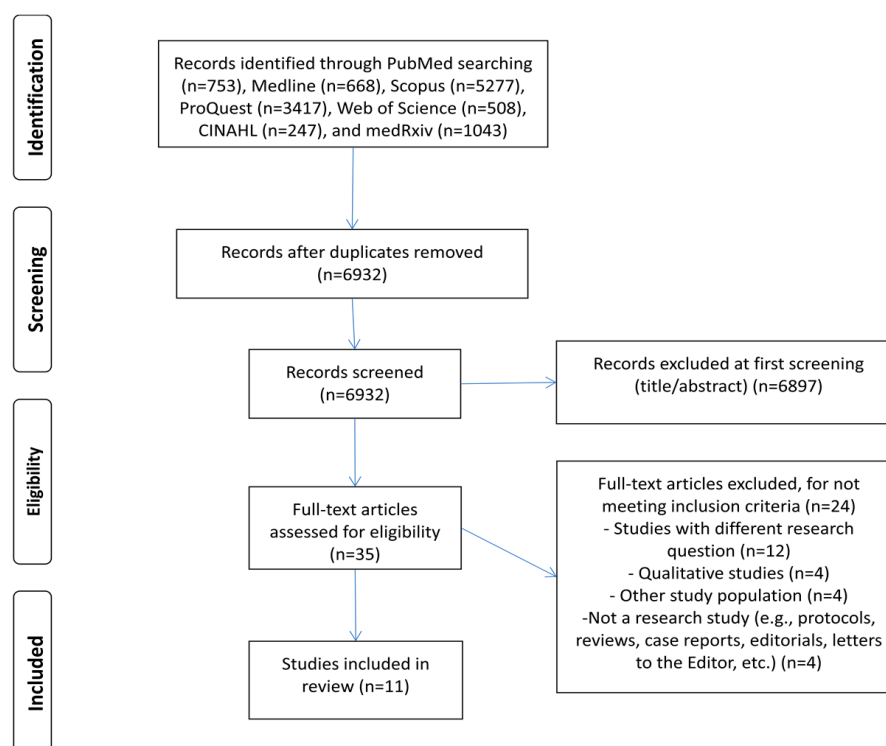 Identification
Records identified through PubMed searching
(n=753), Medline (n=668), Scopus (n=5277),
ProQuest (n=3417), Web of Science (n=508),
CINAHL (n=247), and medRxiv (n=1043)
Screening
Records after duplicates removed
(n=6932)
Records screened
(n=6932)
Records excluded at first screening
(title/abstract) (n=6897)
Eligibility
Full-text articles
assessed for eligibility
(n=35)
Full-text articles excluded, for not
meeting inclusion criteria (n=24)
- Studies with different research
question (n=12)
- Qualitative studies (n=4)
- Other study population (n=4)
-Not a research study (e.g., protocols,
reviews, case reports, editorials, letters
to the Editor, etc.) (n=4)
Included
Studies included in
review (n=11)